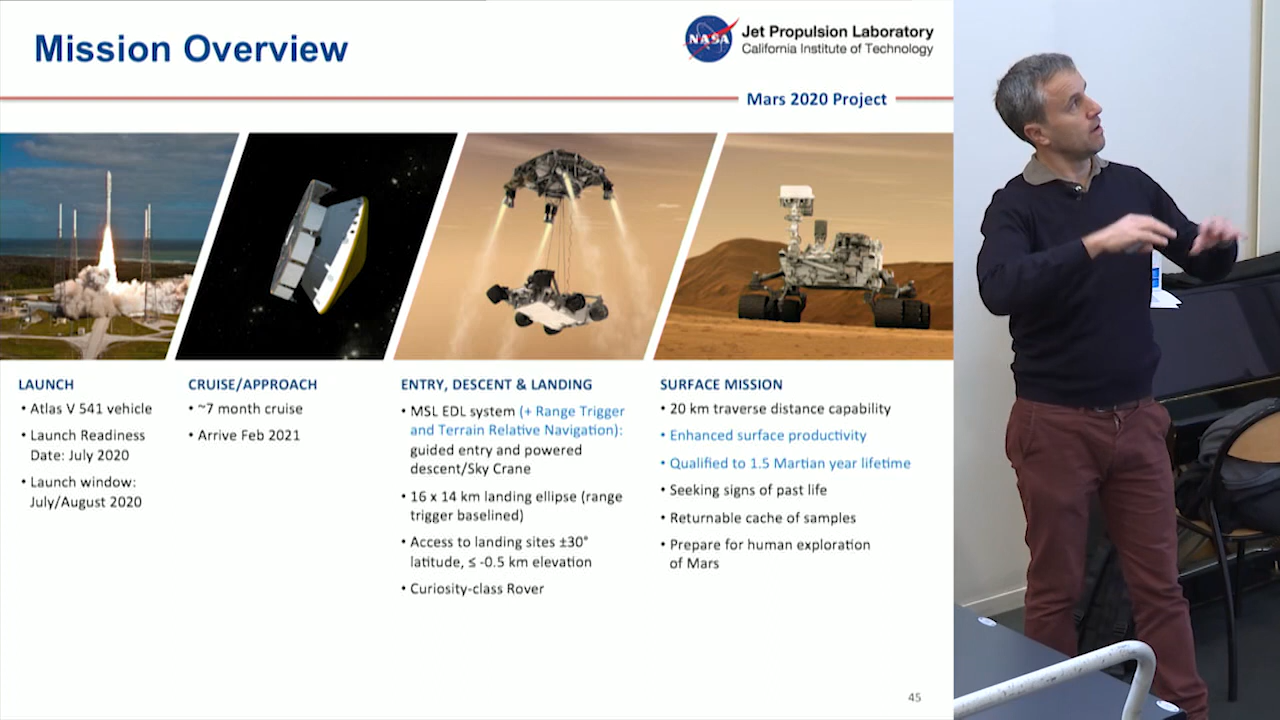 Mission Overview
NASA
Jet Propulsion Laboratory
California Institute of Technology
Mars 2020 Project
LAUNCH
• Atlas V 541 vehicle
• Launch Readiness
Date: July 2020
• Launch window:
July/August 2020
CRUISE/APPROACH
• ~7 month cruise
• Arrive Feb 2021
ENTRY, DESCENT & LANDING
• MSL EDL system (+ Range Trigger
and Terrain Relative Navigation):
guided entry and powered
descent/Sky Crane
• 16 x 14 km landing ellipse (range
trigger baselined)
• Access to landing sites ±30°
latitude, ≤ -0.5 km elevation
• Curiosity-class Rover
SURFACE MISSION
• 20 km traverse distance capability
• Enhanced surface productivity
• Qualified to 1.5 Martian year lifetime
• Seeking signs of past life
• Returnable cache of samples
• Prepare for human exploration
of Mars
45